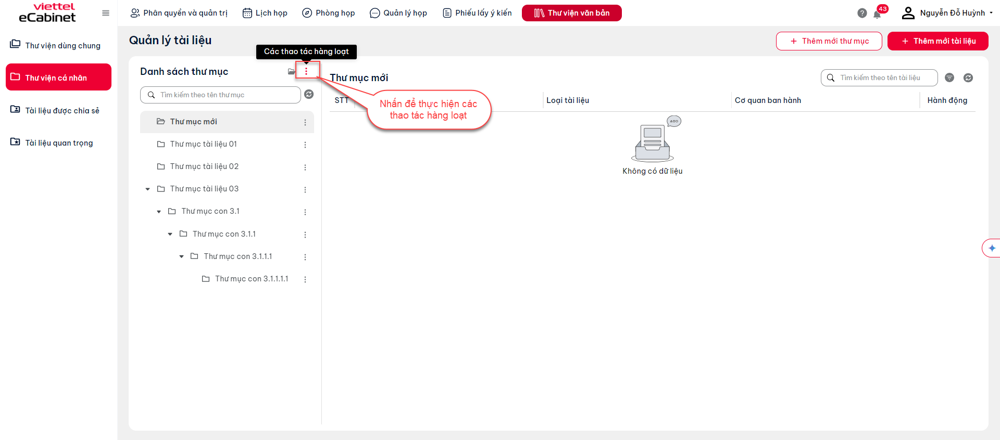 viettel
eCabinet
Phân quyền và quản trị
Lịch họp
Phòng họp
Quản lý họp
Phiếu lấy ý kiến
Thư viện văn bản
?
43
Nguyễn Đỗ Huỳnh
Thư viện dùng chung
Thư viện cá nhân
Tài liệu được chia sẻ
Tài liệu quan trọng
Quản lý tài liệu
+ Thêm mới thư mục
+ Thêm mới tài liệu
Các thao tác hàng loạt
Danh sách thư mục
Tìm kiếm theo tên thư mục
Thư mục mới
Thư mục tài liệu 01
Thư mục tài liệu 02
Thư mục tài liệu 03
Thư mục con 3.1
Thư mục con 3.1.1
Thư mục con 3.1.1.1
Thư mục con 3.1.1.1.1
Thư mục mới
Tìm kiếm theo tên tài liệu
STT
Loại tài liệu
Cơ quan ban hành
Hành động
Nhấn để thực hiện các
thao tác hàng loạt
Không có dữ liệu